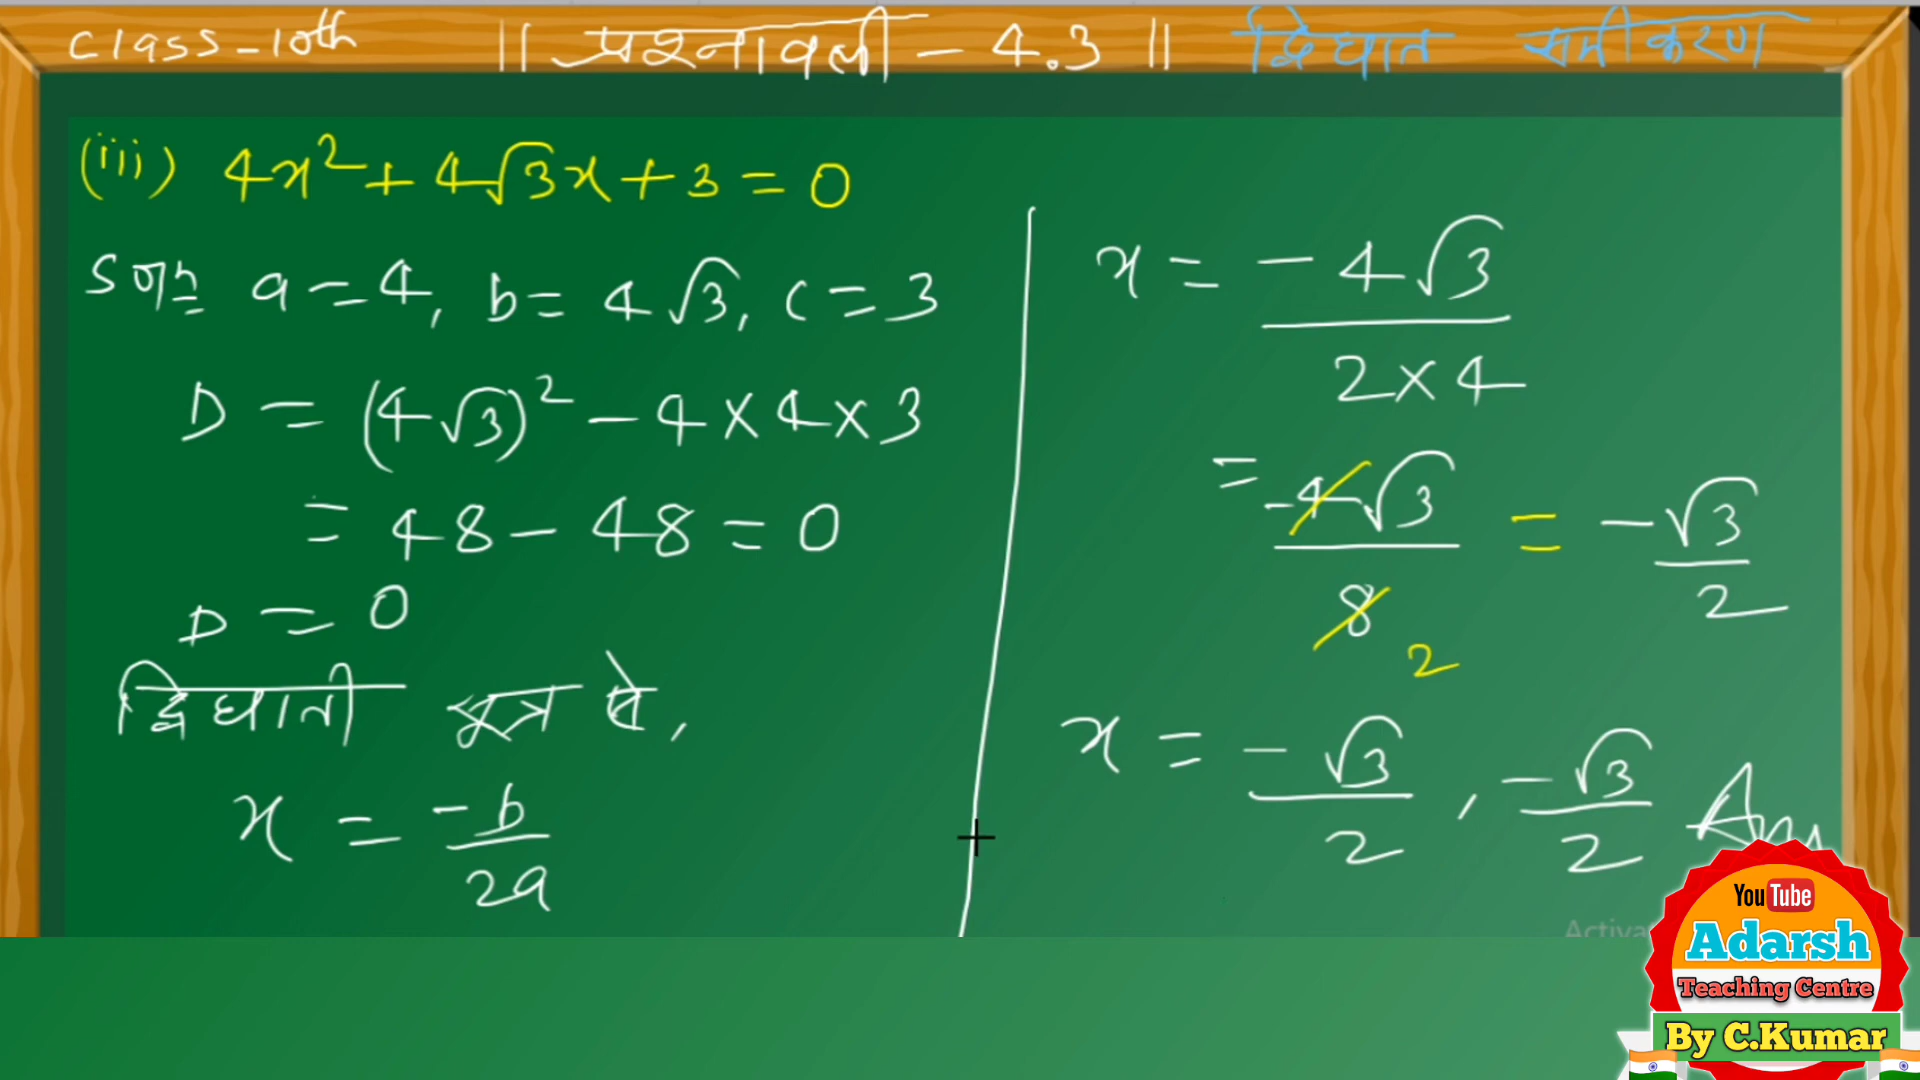 Class-10th || प्रश्नावली - 4.3 || द्विघात समीकरण
(iii) 4x² + 4√3x + 3 = 0
a = 4, b = 4√3, c = 3
D = (4√3)² - 4 × 4 × 3
= 48 - 48 = 0
D = 0
द्विघाती सूत्र से,
x = -b/2a
x = -4√3/2×4
= -4√3/8 2 = -√3/2
x = -√3/2, -√3/2 Ans
You Tube
Adarsh
Teaching Centre
By C.Kumar